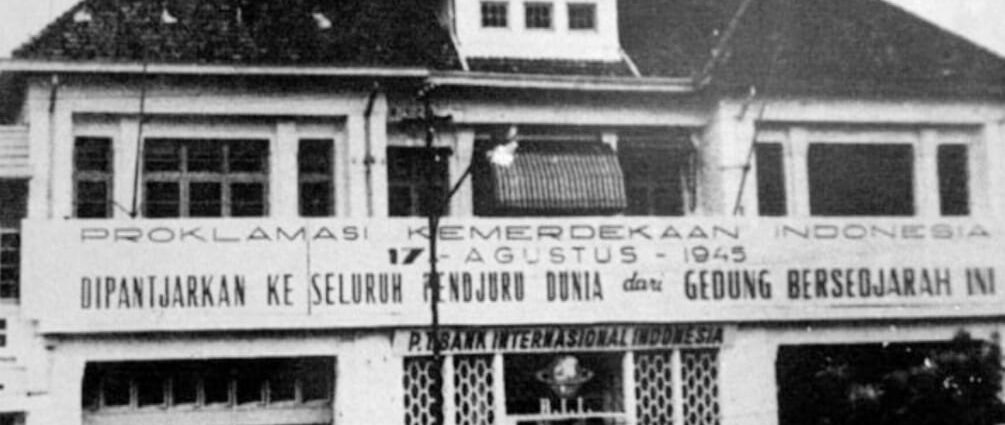 PROKLAMASI KEMERDEKAAN INDONESIA
17 - AGUSTUS - 1945
DIPANTJARKAN KE SELURUH PENDJURU DUNIA dari GEDUNG BERSEDJARAH INI
P.T. BANK INTERNASIONAL INDONESIA
B.I.I.